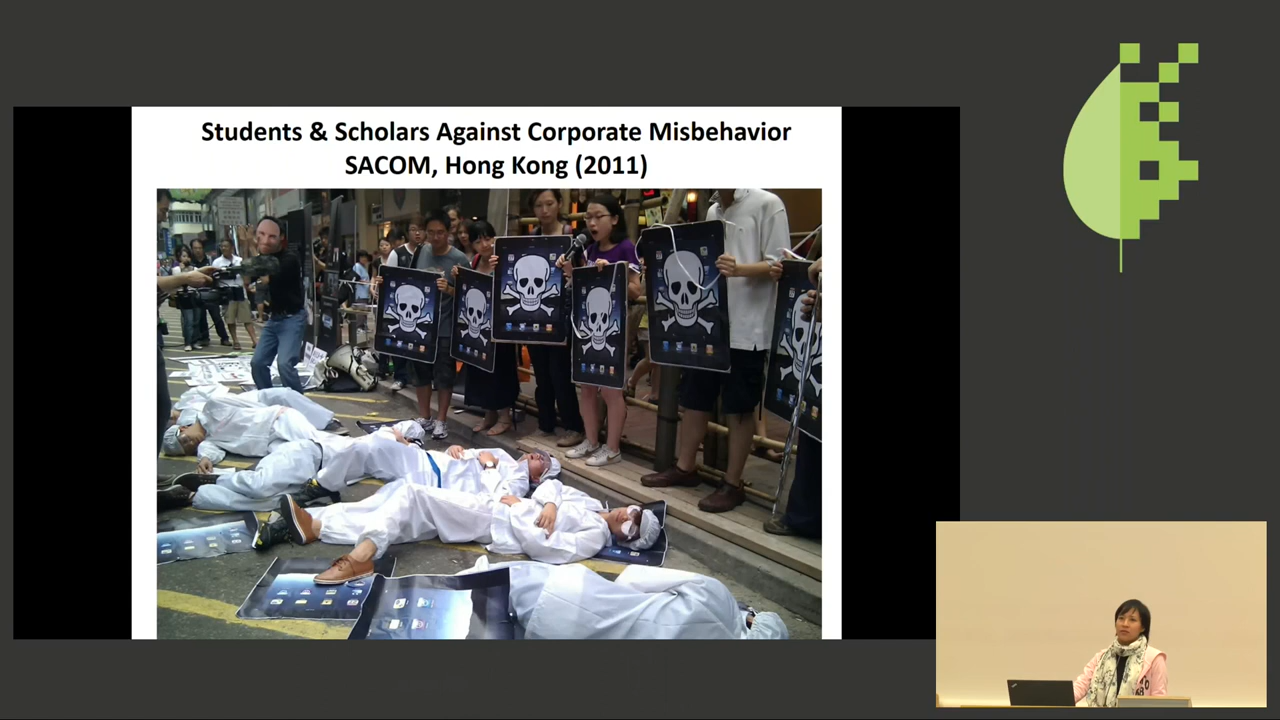 Students & Scholars Against Corporate Misbehavior
SACOM, Hong Kong (2011)